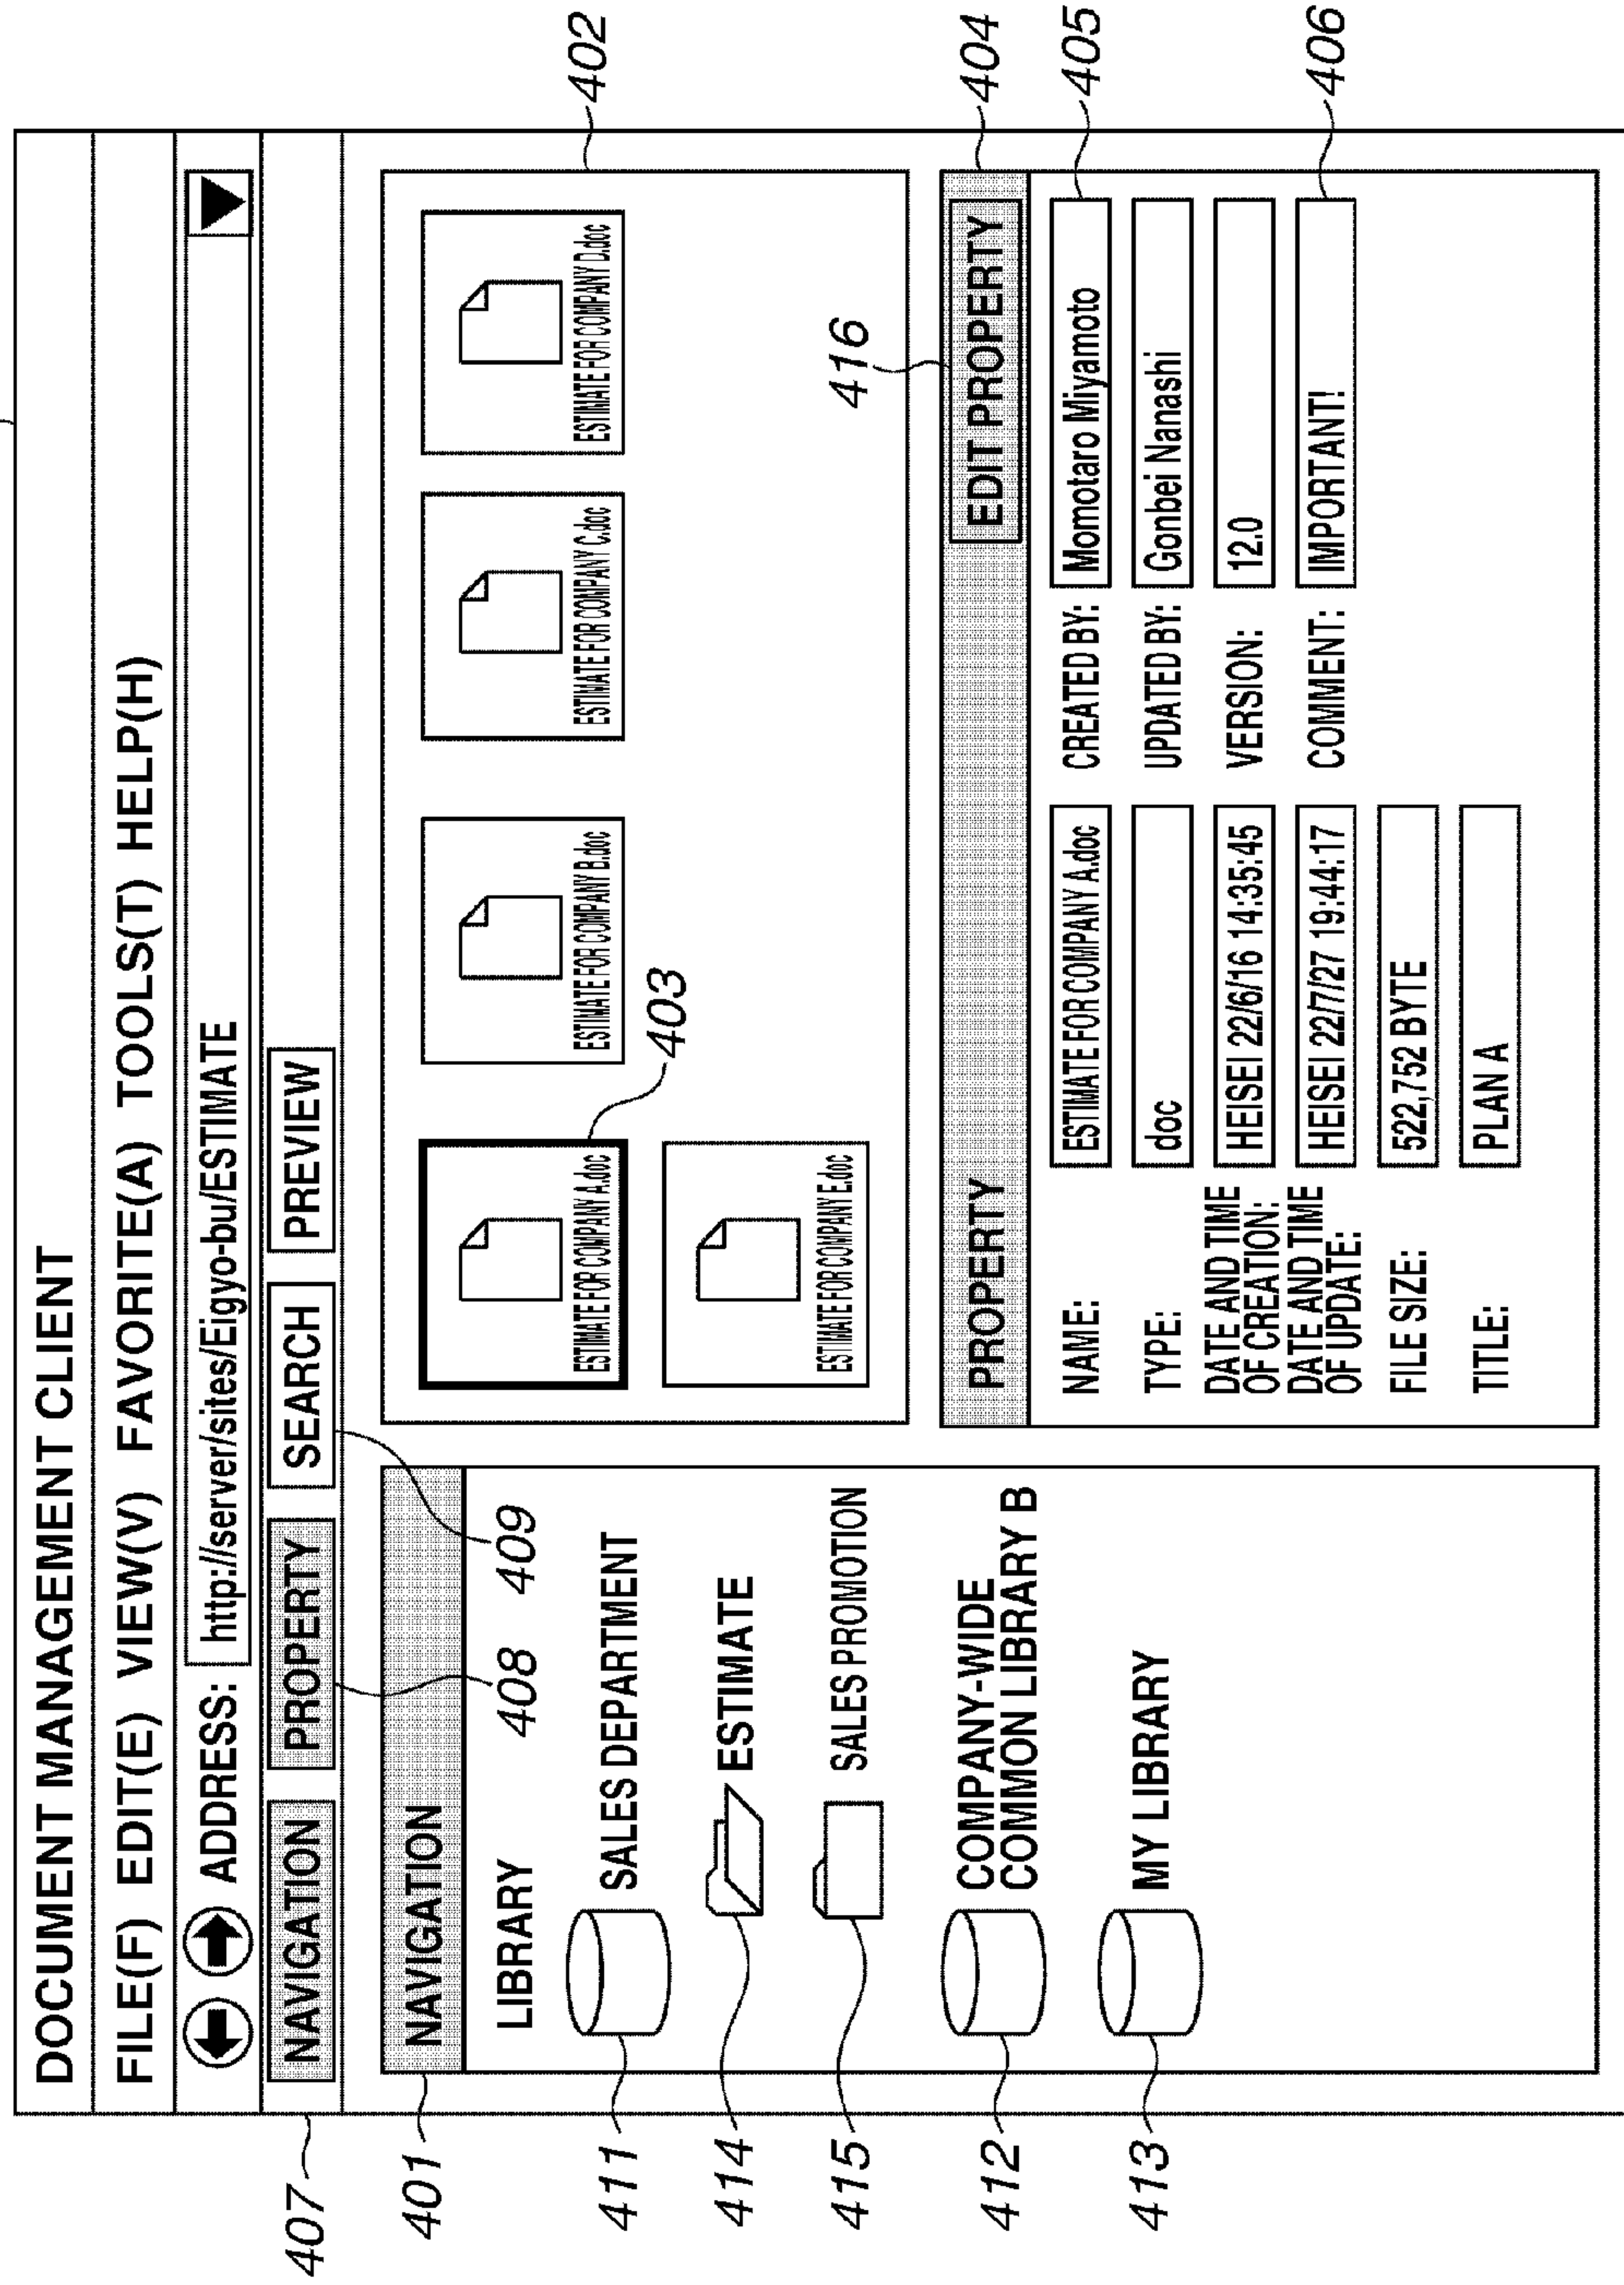 DOCUMENT MANAGEMENT CLIENT
FILE(F) EDIT(E) VIEW(V) FAVORITE(A) TOOLS(T) HELP(H)
ADDRESS: http://server/sites/Eigyo-bu/ESTIMATE
407
NAVIGATION PROPERTY SEARCH PREVIEW
401
NAVIGATION
LIBRARY
408 409
411 SALES DEPARTMENT
414 ESTIMATE
415 SALES PROMOTION
412 COMPANY-WIDE
COMMON LIBRARY B
413 MY LIBRARY
402
ESTIMATE FOR COMPANY A.doc
ESTIMATE FOR COMPANY B.doc
ESTIMATE FOR COMPANY C.doc
ESTIMATE FOR COMPANY D.doc
403
ESTIMATE FOR COMPANY E.doc
416
PROPERTY EDIT PROPERTY 404
NAME: ESTIMATE FOR COMPANY A.doc CREATED BY: Momotaro Miyamoto 405
TYPE: doc UPDATED BY: Gonbei Nanashi
DATE AND TIME
OF CREATION: HEISEI 22/6/16 14:35:45 VERSION: 12.0
DATE AND TIME
OF UPDATE: HEISEI 22/7/27 19:44:17 COMMENT: IMPORTANT! 406
FILE SIZE: 522,752 BYTE
TITLE: PLAN A